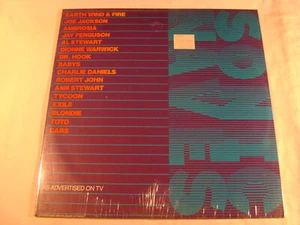 EARTH WIND & FIRE
JOE JACKSON
AMBROSIA
JAY FERGUSON
AL STEWART
DIONNE WARWICK
DR. HOOK
BABYS
CHARLIE DANIELS
ROBERT JOHN
AMII STEWART
TYCOON
EXILE
BLONDIE
TOTO
CARS
AS ADVERTISED ON TV